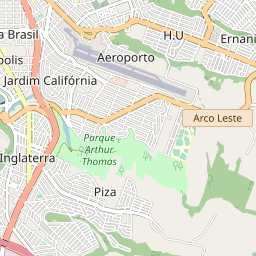 H.U
Ernani
a Brasil
Aeroporto
polis
Jardim Califórnia
Arco Leste
Parque
Arthur
Thomas
Inglaterra
Piza